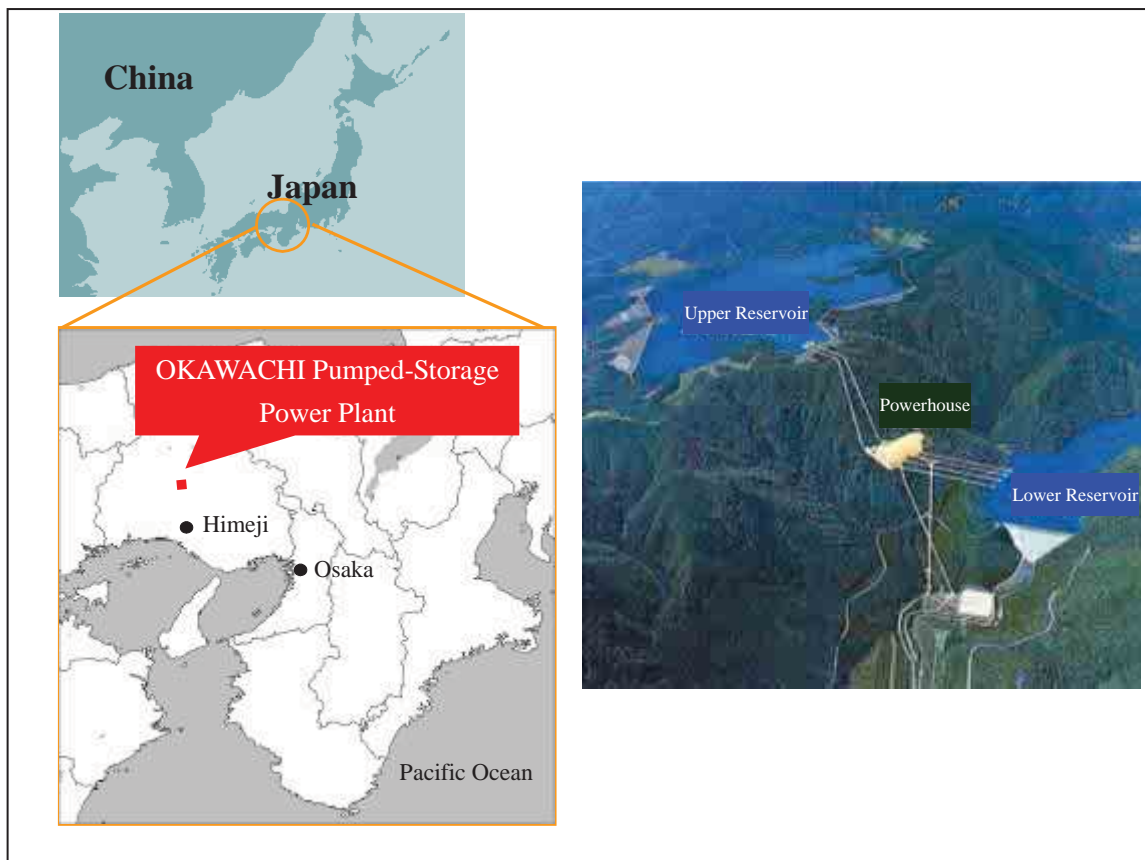 China
Japan
OKAWACHI Pumped-Storage
Power Plant
Himeji
Osaka
Pacific Ocean
Upper Reservoir
Powerhouse
Lower Reservoir